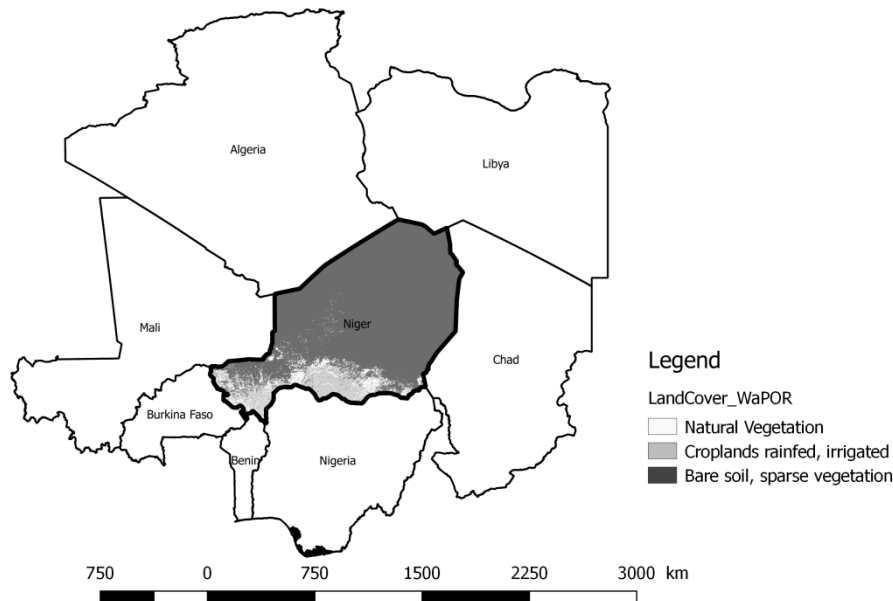 Algeria
Libya
Niger
Mali
Chad
Burkina Faso
Benin
Nigeria
Legend
LandCover_WaPOR
Natural Vegetation
Croplands rainfed, irrigated
Bare soil, sparse vegetation
750 0 750 1500 2250 3000 km